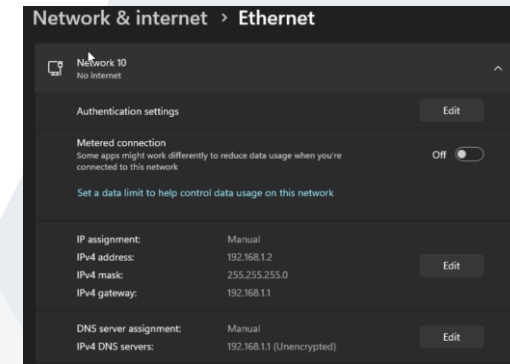 Network & internet › Ethernet
Network 10
No internet
Authentication settings
Edit
Metered connection
Some apps might work differently to reduce data usage when you're
connected to this network
Off
Set a data limit to help control data usage on this network
IP assignment: Manual
IPv4 address: 192.168.1.2
IPv4 mask: 255.255.255.0
IPv4 gateway: 192.168.1.1
Edit
DNS server assignment: Manual
IPv4 DNS servers: 192.168.1.1 (Unencrypted)
Edit